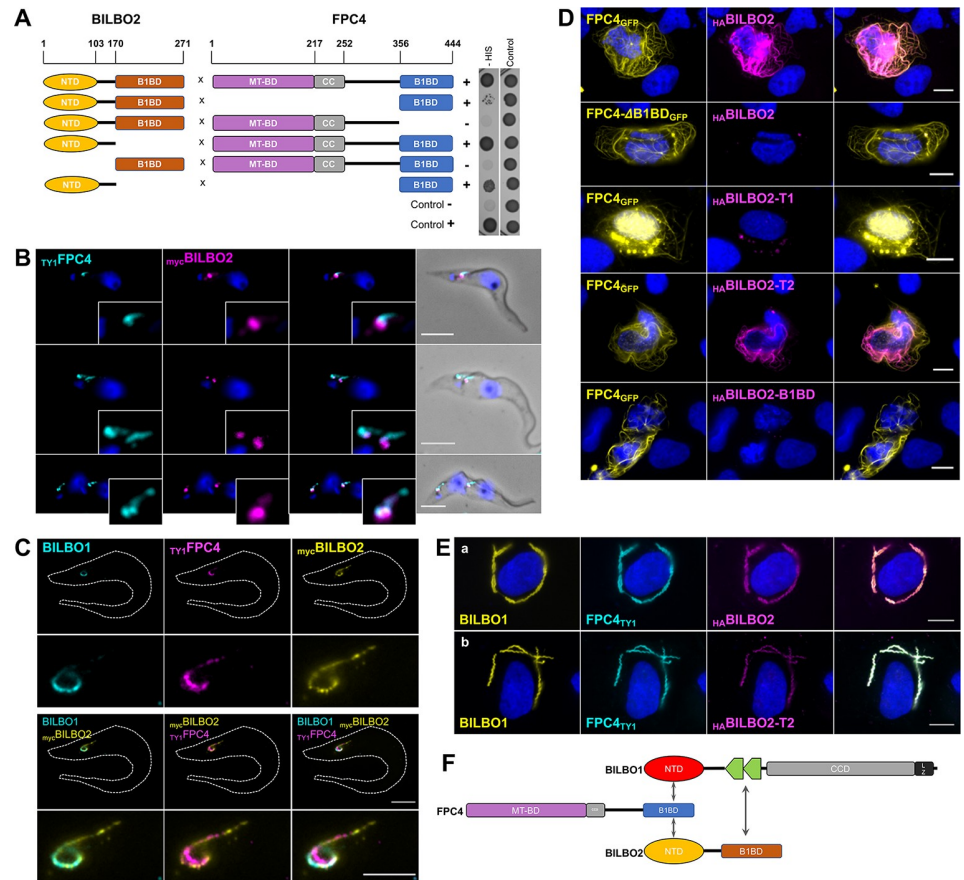 A
BILBO2 FPC4
1 103 170 271 1 217 252 356 444
- HIS Control
NTD B1BD x MT-BD CC B1BD +
NTD B1BD x B1BD +
NTD B1BD x MT-BD CC -
NTD x MT-BD CC B1BD +
B1BD x MT-BD CC B1BD -
NTD x B1BD +
Control -
Control +
B
TY1FPC4 mycBILBO2
C
BILBO1 TY1FPC4 mycBILBO2
BILBO1 mycBILBO2 BILBO1 mycBILBO2
mycBILBO2 TY1FPC4 TY1FPC4
D
FPC4GFP HABILBO2
FPC4-ΔB1BDGFP HABILBO2
FPC4GFP HABILBO2-T1
FPC4GFP HABILBO2-T2
FPC4GFP HABILBO2-B1BD
E
a
BILBO1 FPC4TY1 HABILBO2
b
BILBO1 FPC4TY1 HABILBO2-T2
F
BILBO1 NTD CCD LZ
FPC4 MT-BD B1BD
BILBO2 NTD B1BD